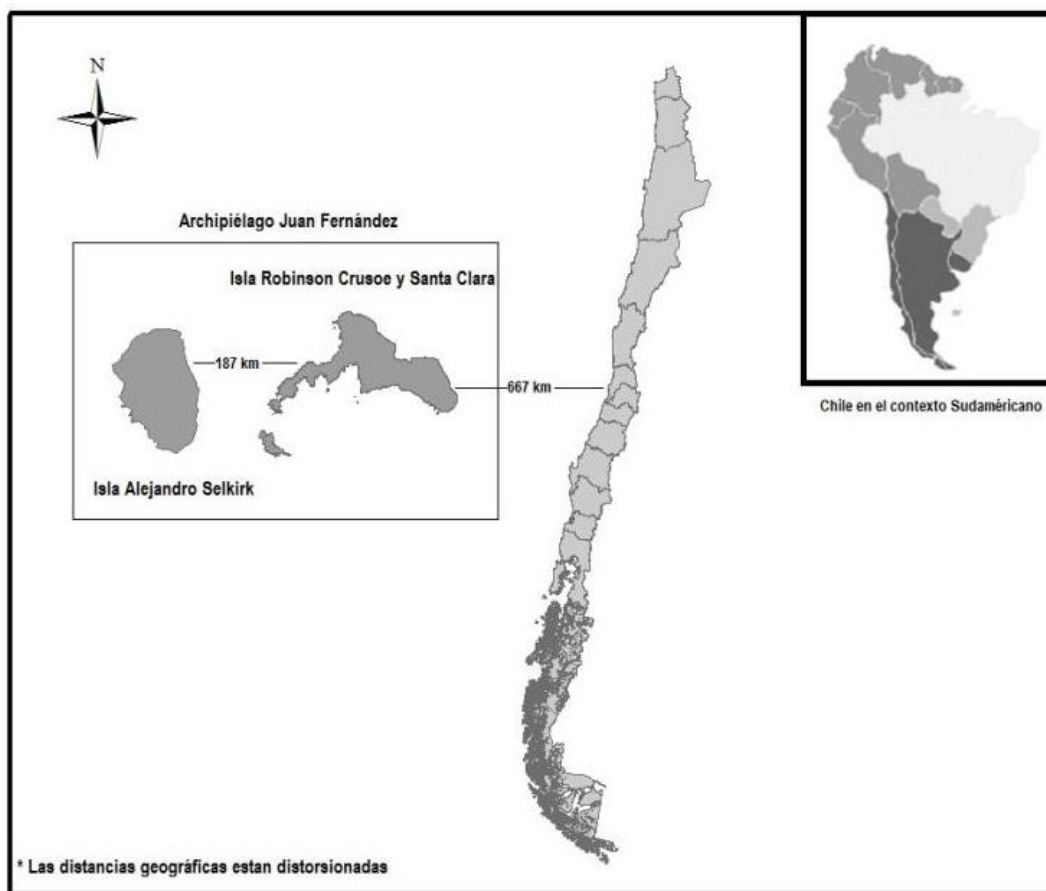 N
Archipiélago Juan Fernández
Isla Robinson Crusoe y Santa Clara
187 km
667 km
Isla Alejandro Selkirk
Chile en el contexto Sudaméricano
* Las distancias geográficas estan distorsionadas